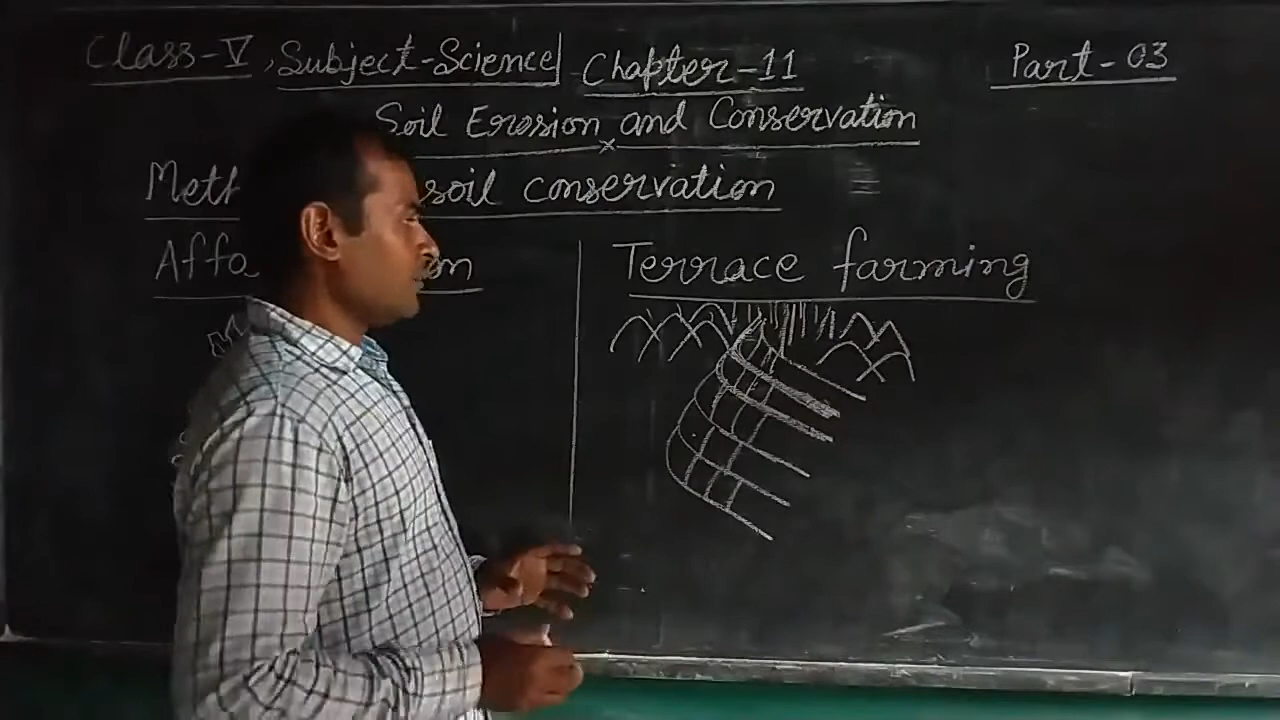 Class-V, Subject-Science Chapter-11 Part-03
Soil Erosion and Conservation
soil conservation
Terrace farming